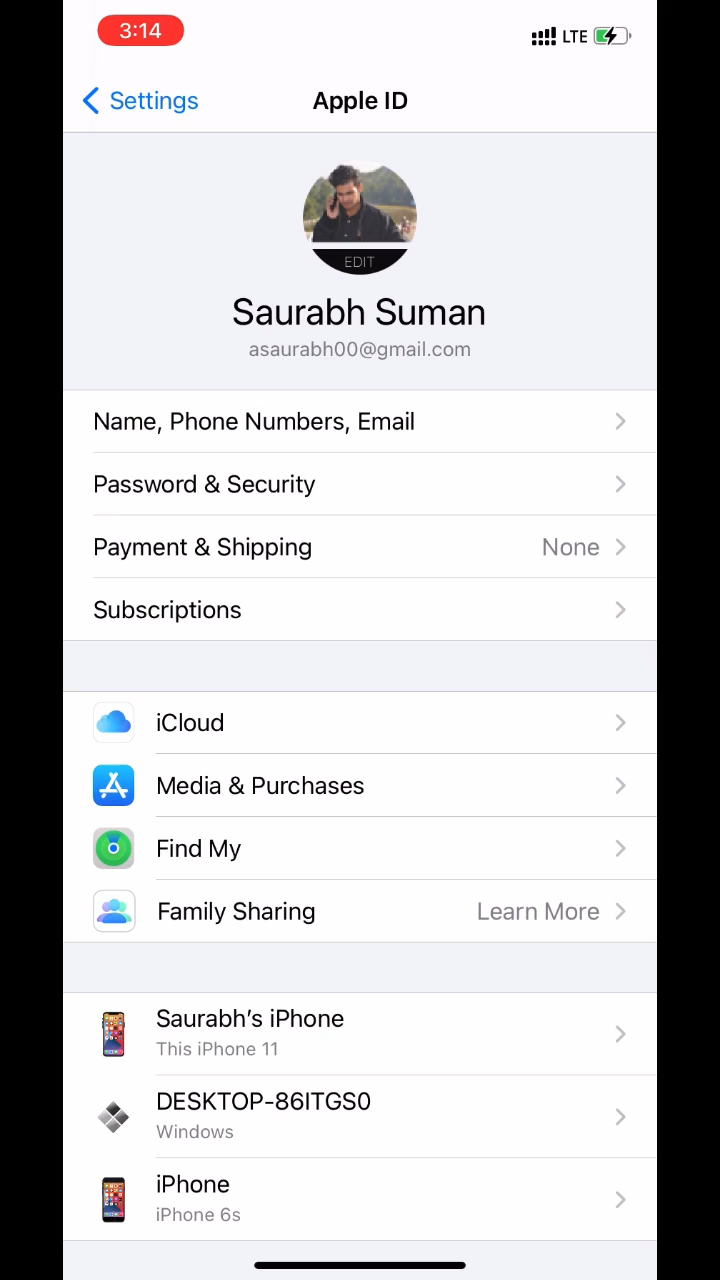 3:14
LTE
Settings
Apple ID
EDIT
Saurabh Suman
asaurabh00@gmail.com
Name, Phone Numbers, Email
Password & Security
Payment & Shipping None
Subscriptions
iCloud
Media & Purchases
Find My
Family Sharing Learn More
Saurabh's iPhone
This iPhone 11
DESKTOP-86ITGS0
Windows
iPhone
iPhone 6s